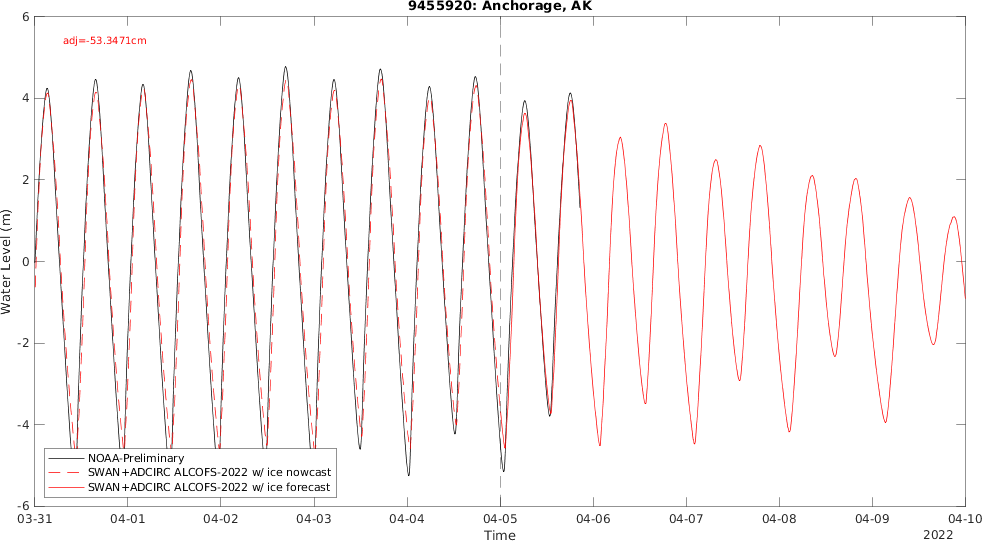 9455920: Anchorage, AK
adj=-53.3471cm
Water Level (m)
6
4
2
0
-2
-4
-6
NOAA-Preliminary
SWAN+ADCIRC ALCOFS-2022 w/ ice nowcast
SWAN+ADCIRC ALCOFS-2022 w/ ice forecast
03-31 04-01 04-02 04-03 04-04 04-05 04-06 04-07 04-08 04-09 04-10
Time
2022